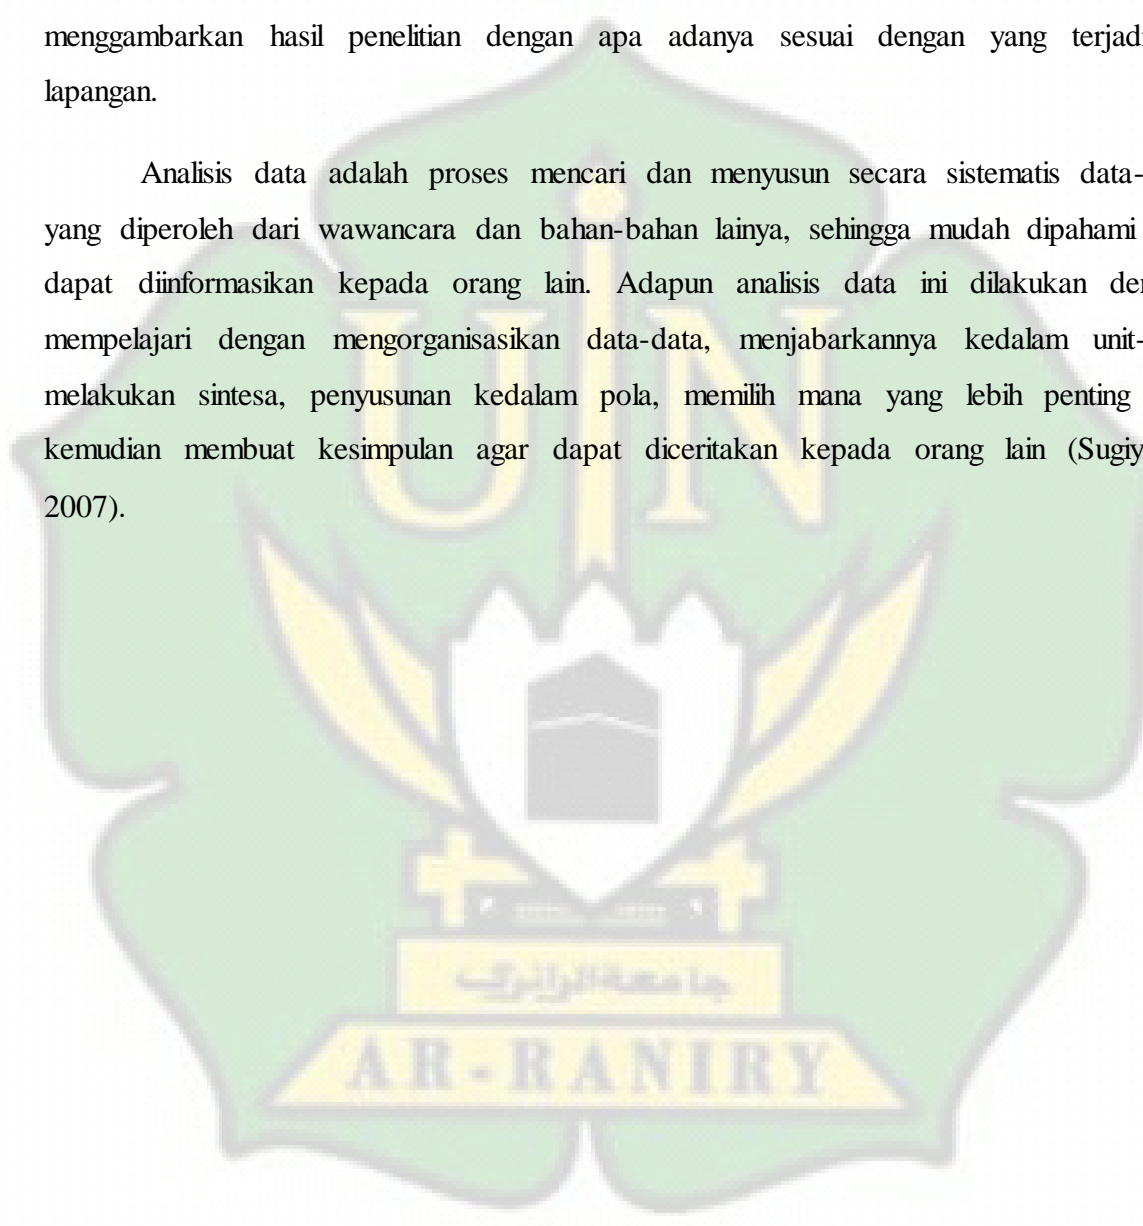 menggambarkan hasil penelitian dengan apa adanya sesuai dengan yang terjadi
lapangan.
Analisis data adalah proses mencari dan menyusun secara sistematis data-
yang diperoleh dari wawancara dan bahan-bahan lainya, sehingga mudah dipahami
dapat diinformasikan kepada orang lain. Adapun analisis data ini dilakukan
mempelajari dengan mengorganisasikan data-data, menjabarkannya kedalam unit-
melakukan sintesa, penyusunan kedalam pola, memilih mana yang lebih penting
kemudian membuat kesimpulan agar dapat diceritakan kepada orang lain (Sugiy
2007).
UIN
جامعة الرانري
AR-RANIRY